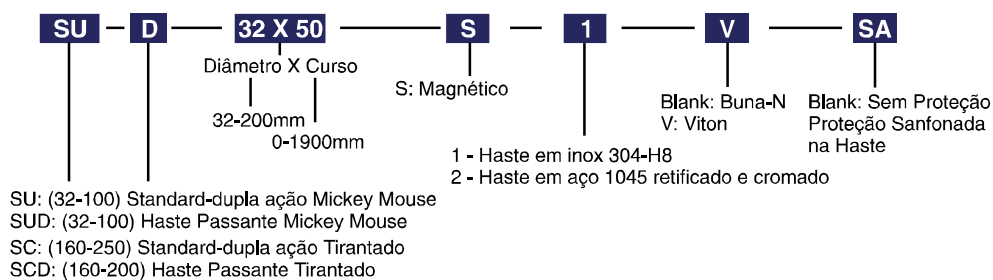 SU D 32 X 50 S 1 V SA
Diâmetro X Curso
32-200mm
0-1900mm
S: Magnético
1 - Haste em inox 304-H8
2 - Haste em aço 1045 retificado e cromado
Blank: Buna-N
V: Viton
Blank: Sem Proteção
Proteção Sanfonada
na Haste
SU: (32-100) Standard-dupla ação Mickey Mouse
SUD: (32-100) Haste Passante Mickey Mouse
SC: (160-250) Standard-dupla ação Tirantado
SCD: (160-200) Haste Passante Tirantado